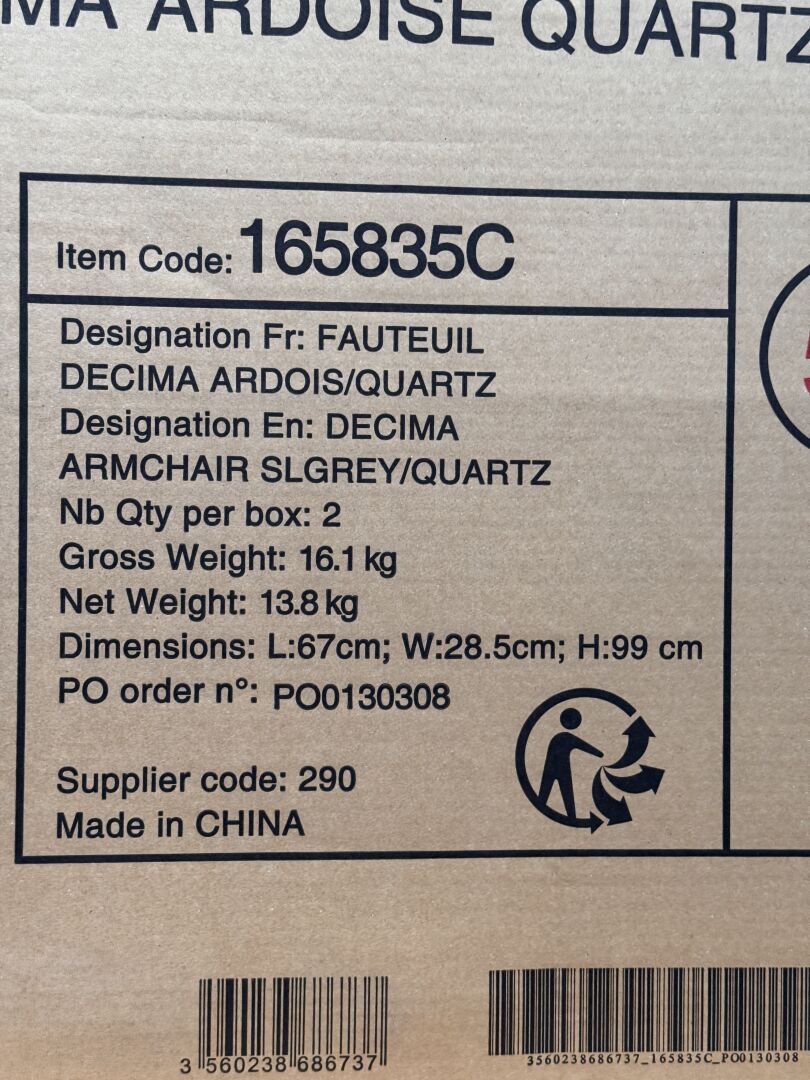 MA ARDOISE QUARTZ
Item Code: 165835C
Designation Fr: FAUTEUIL
DECIMA ARDOIS/QUARTZ
Designation En: DECIMA
ARMCHAIR SLGREY/QUARTZ
Nb Qty per box: 2
Gross Weight: 16.1 kg
Net Weight: 13.8 kg
Dimensions: L:67cm; W:28.5cm; H:99 cm
PO order n°: PO0130308
Supplier code: 290
Made in CHINA
3 560238 686737
3560238686737_165835C_PO0130308